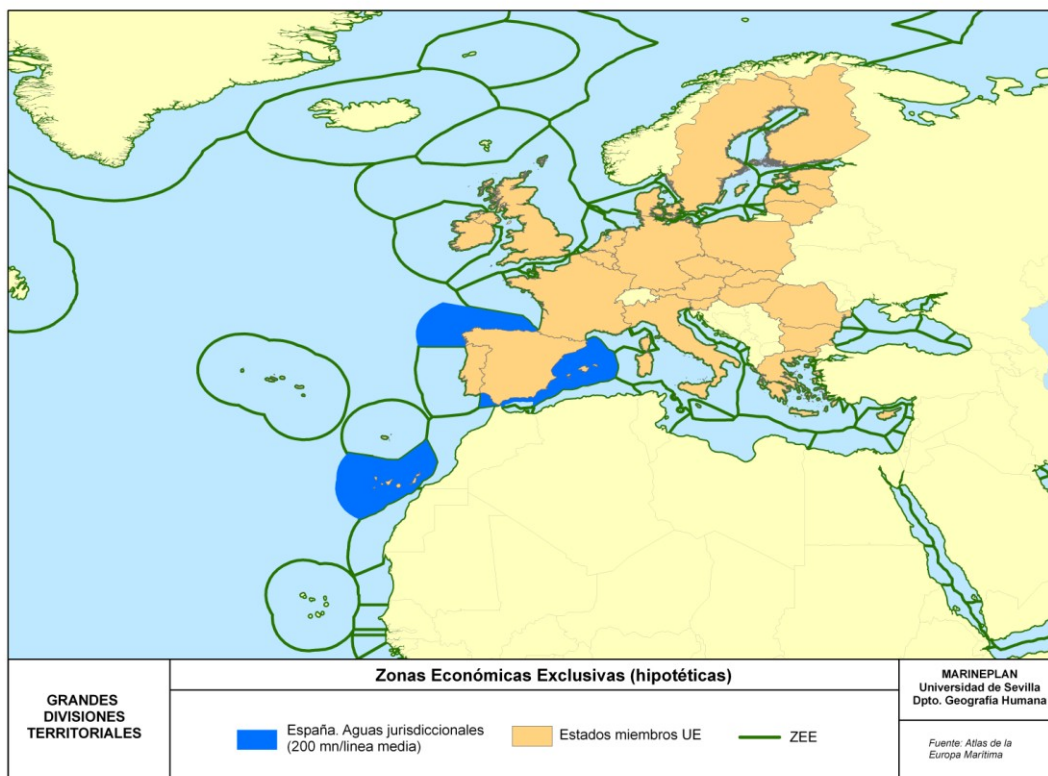 GRANDES
DIVISIONES
TERRITORIALES
Zonas Económicas Exclusivas (hipotéticas)
España. Aguas jurisdiccionales
(200 mn/linea media)
Estados miembros UE
ZEE
MARINEPLAN
Universidad de Sevilla
Dpto. Geografía Humana
Fuente: Atlas de la
Europa Marítima